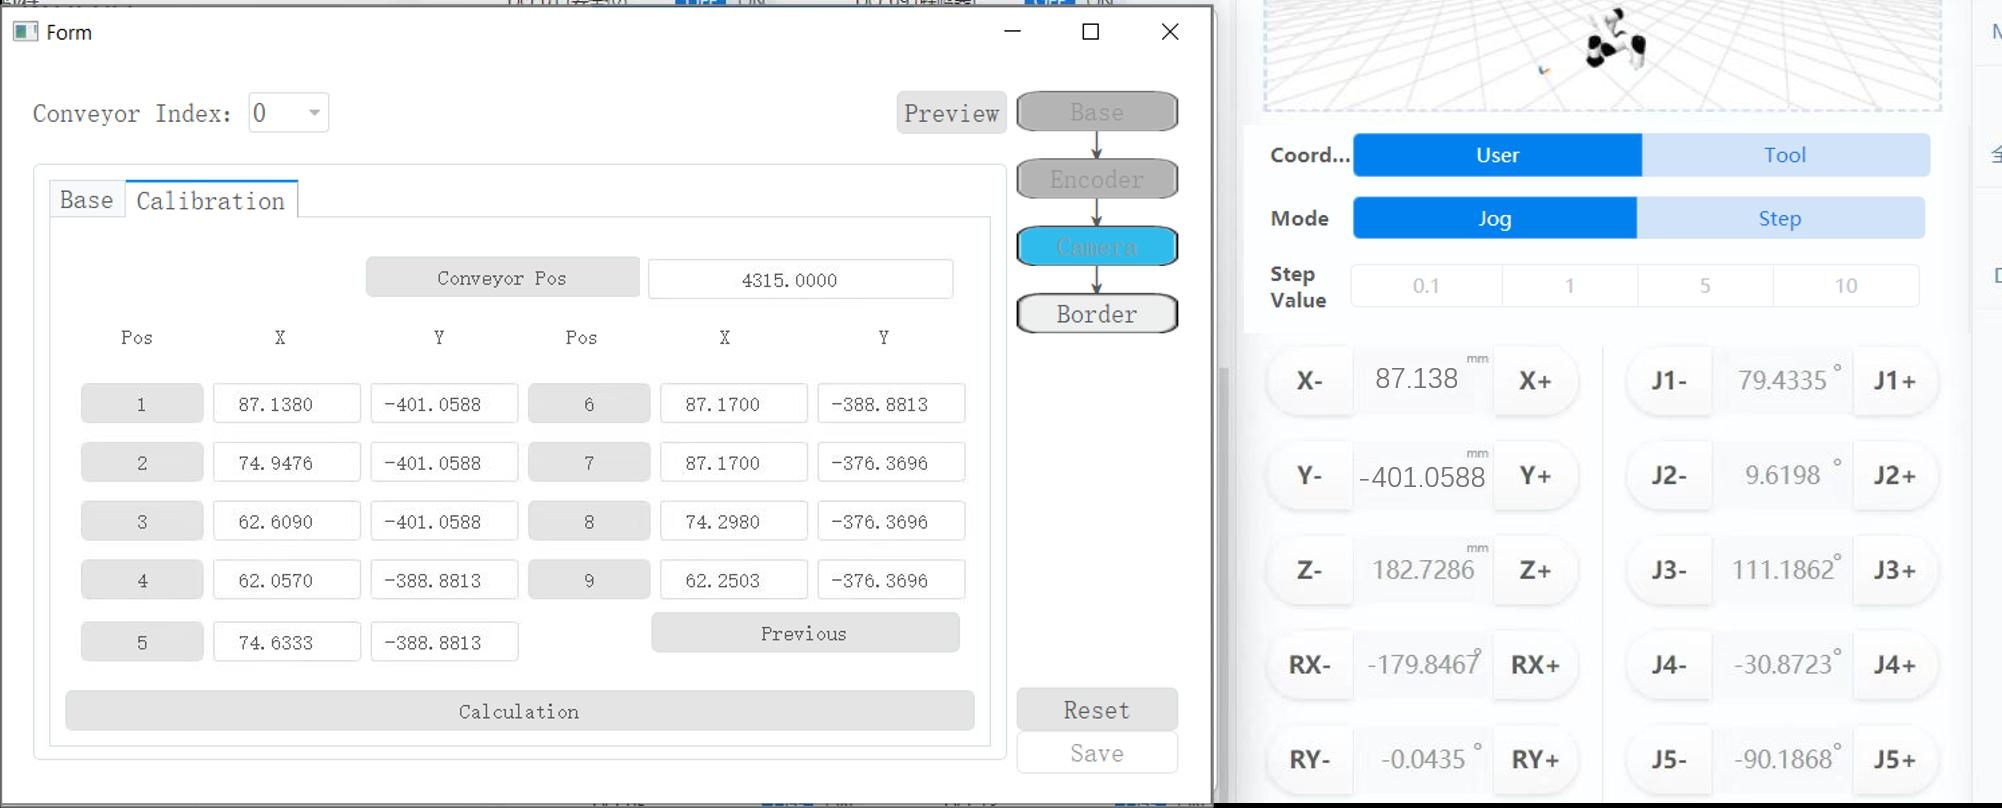 Form
Conveyor Index: 0
Preview
Base
Encoder
Camera
Border
Base Calibration
Conveyor Pos 4315.0000
Pos X Y Pos X Y
1 87.1380 -401.0588 6 87.1700 -388.8813
2 74.9476 -401.0588 7 87.1700 -376.3696
3 62.6090 -401.0588 8 74.2980 -376.3696
4 62.0570 -388.8813 9 62.2503 -376.3696
5 74.6333 -388.8813
Previous
Calculation
Reset
Save
Coord... User Tool
Mode Jog Step
Step Value 0.1 1 5 10
X- 87.138 mm X+ J1- 79.4335° J1+
Y- -401.0588 mm Y+ J2- 9.6198° J2+
Z- 182.7286 mm Z+ J3- 111.1862° J3+
RX- -179.8467° RX+ J4- -30.8723° J4+
RY- -0.0435° RY+ J5- -90.1868° J5+